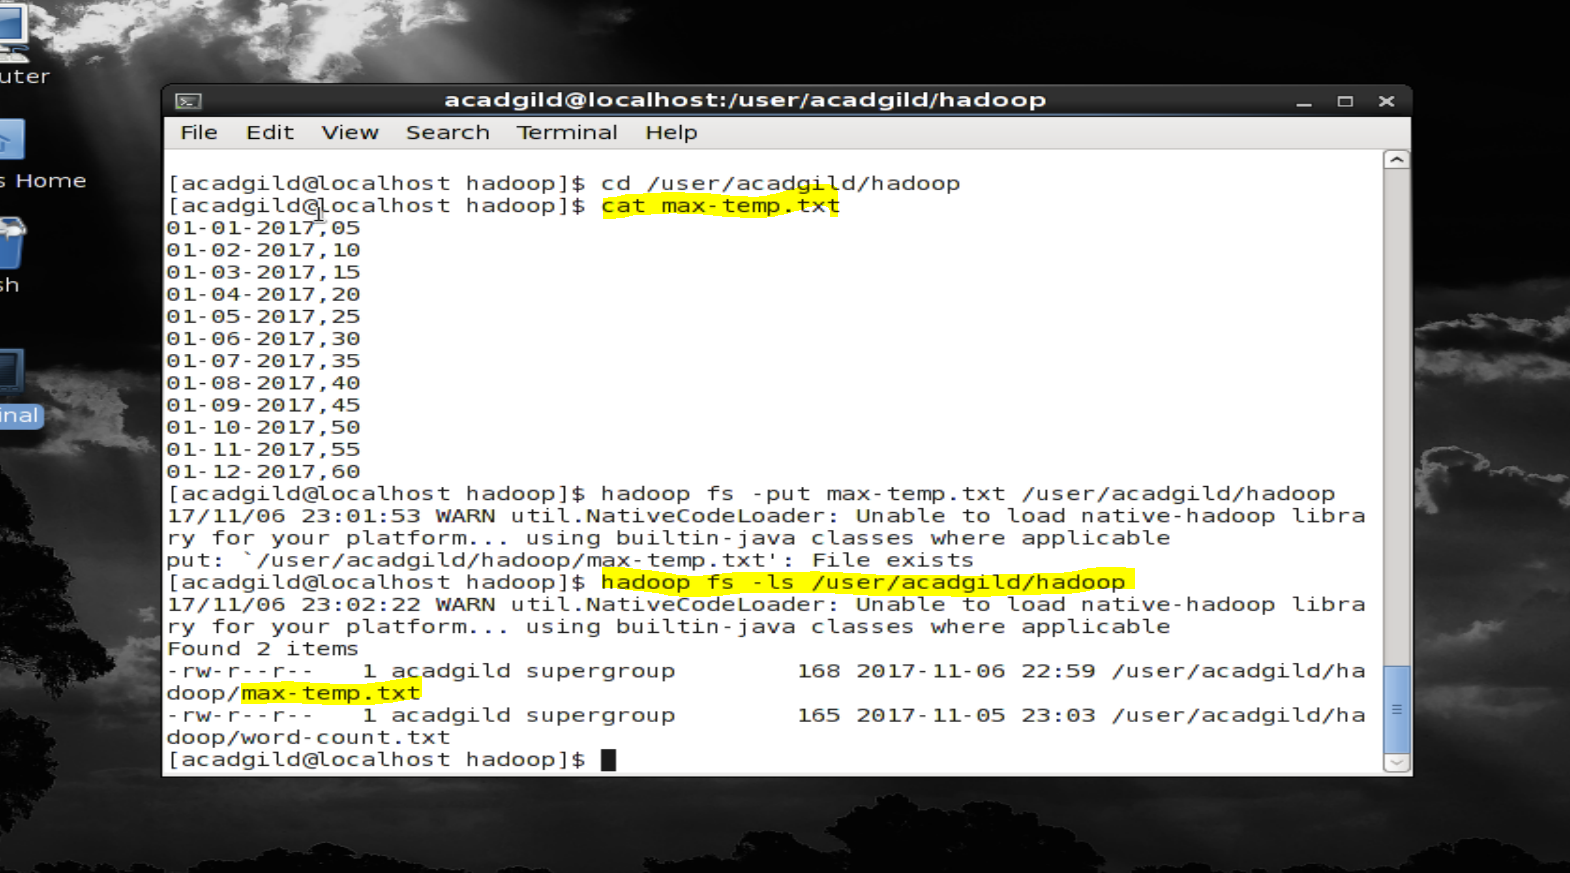 uter
s Home
sh
inal
acadgild@localhost:/user/acadgild/hadoop
File Edit View Search Terminal Help
[acadgild@localhost hadoop]$ cd /user/acadgild/hadoop
[acadgild@localhost hadoop]$ cat max-temp.txt
01-01-2017,05
01-02-2017,10
01-03-2017,15
01-04-2017,20
01-05-2017,25
01-06-2017,30
01-07-2017,35
01-08-2017,40
01-09-2017,45
01-10-2017,50
01-11-2017,55
01-12-2017,60
[acadgild@localhost hadoop]$ hadoop fs -put max-temp.txt /user/acadgild/hadoop
17/11/06 23:01:53 WARN util.NativeCodeLoader: Unable to load native-hadoop libra
ry for your platform... using builtin-java classes where applicable
put: `/user/acadgild/hadoop/max-temp.txt': File exists
[acadgild@localhost hadoop]$ hadoop fs -ls /user/acadgild/hadoop
17/11/06 23:02:22 WARN util.NativeCodeLoader: Unable to load native-hadoop libra
ry for your platform... using builtin-java classes where applicable
Found 2 items
-rw-r--r-- 1 acadgild supergroup 168 2017-11-06 22:59 /user/acadgild/ha
doop/max-temp.txt
-rw-r--r-- 1 acadgild supergroup 165 2017-11-05 23:03 /user/acadgild/ha
doop/word-count.txt
[acadgild@localhost hadoop]$